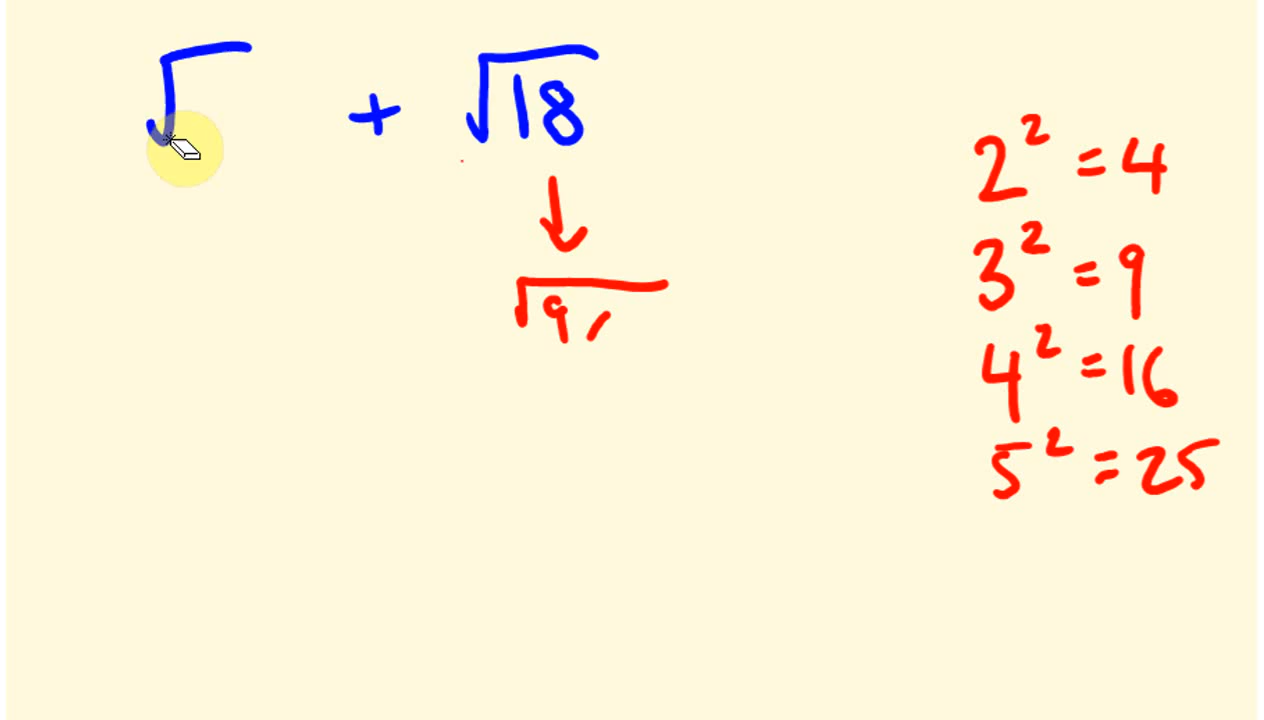 √ + √18
↓
√9
2² = 4
3² = 9
4² = 16
5² = 25